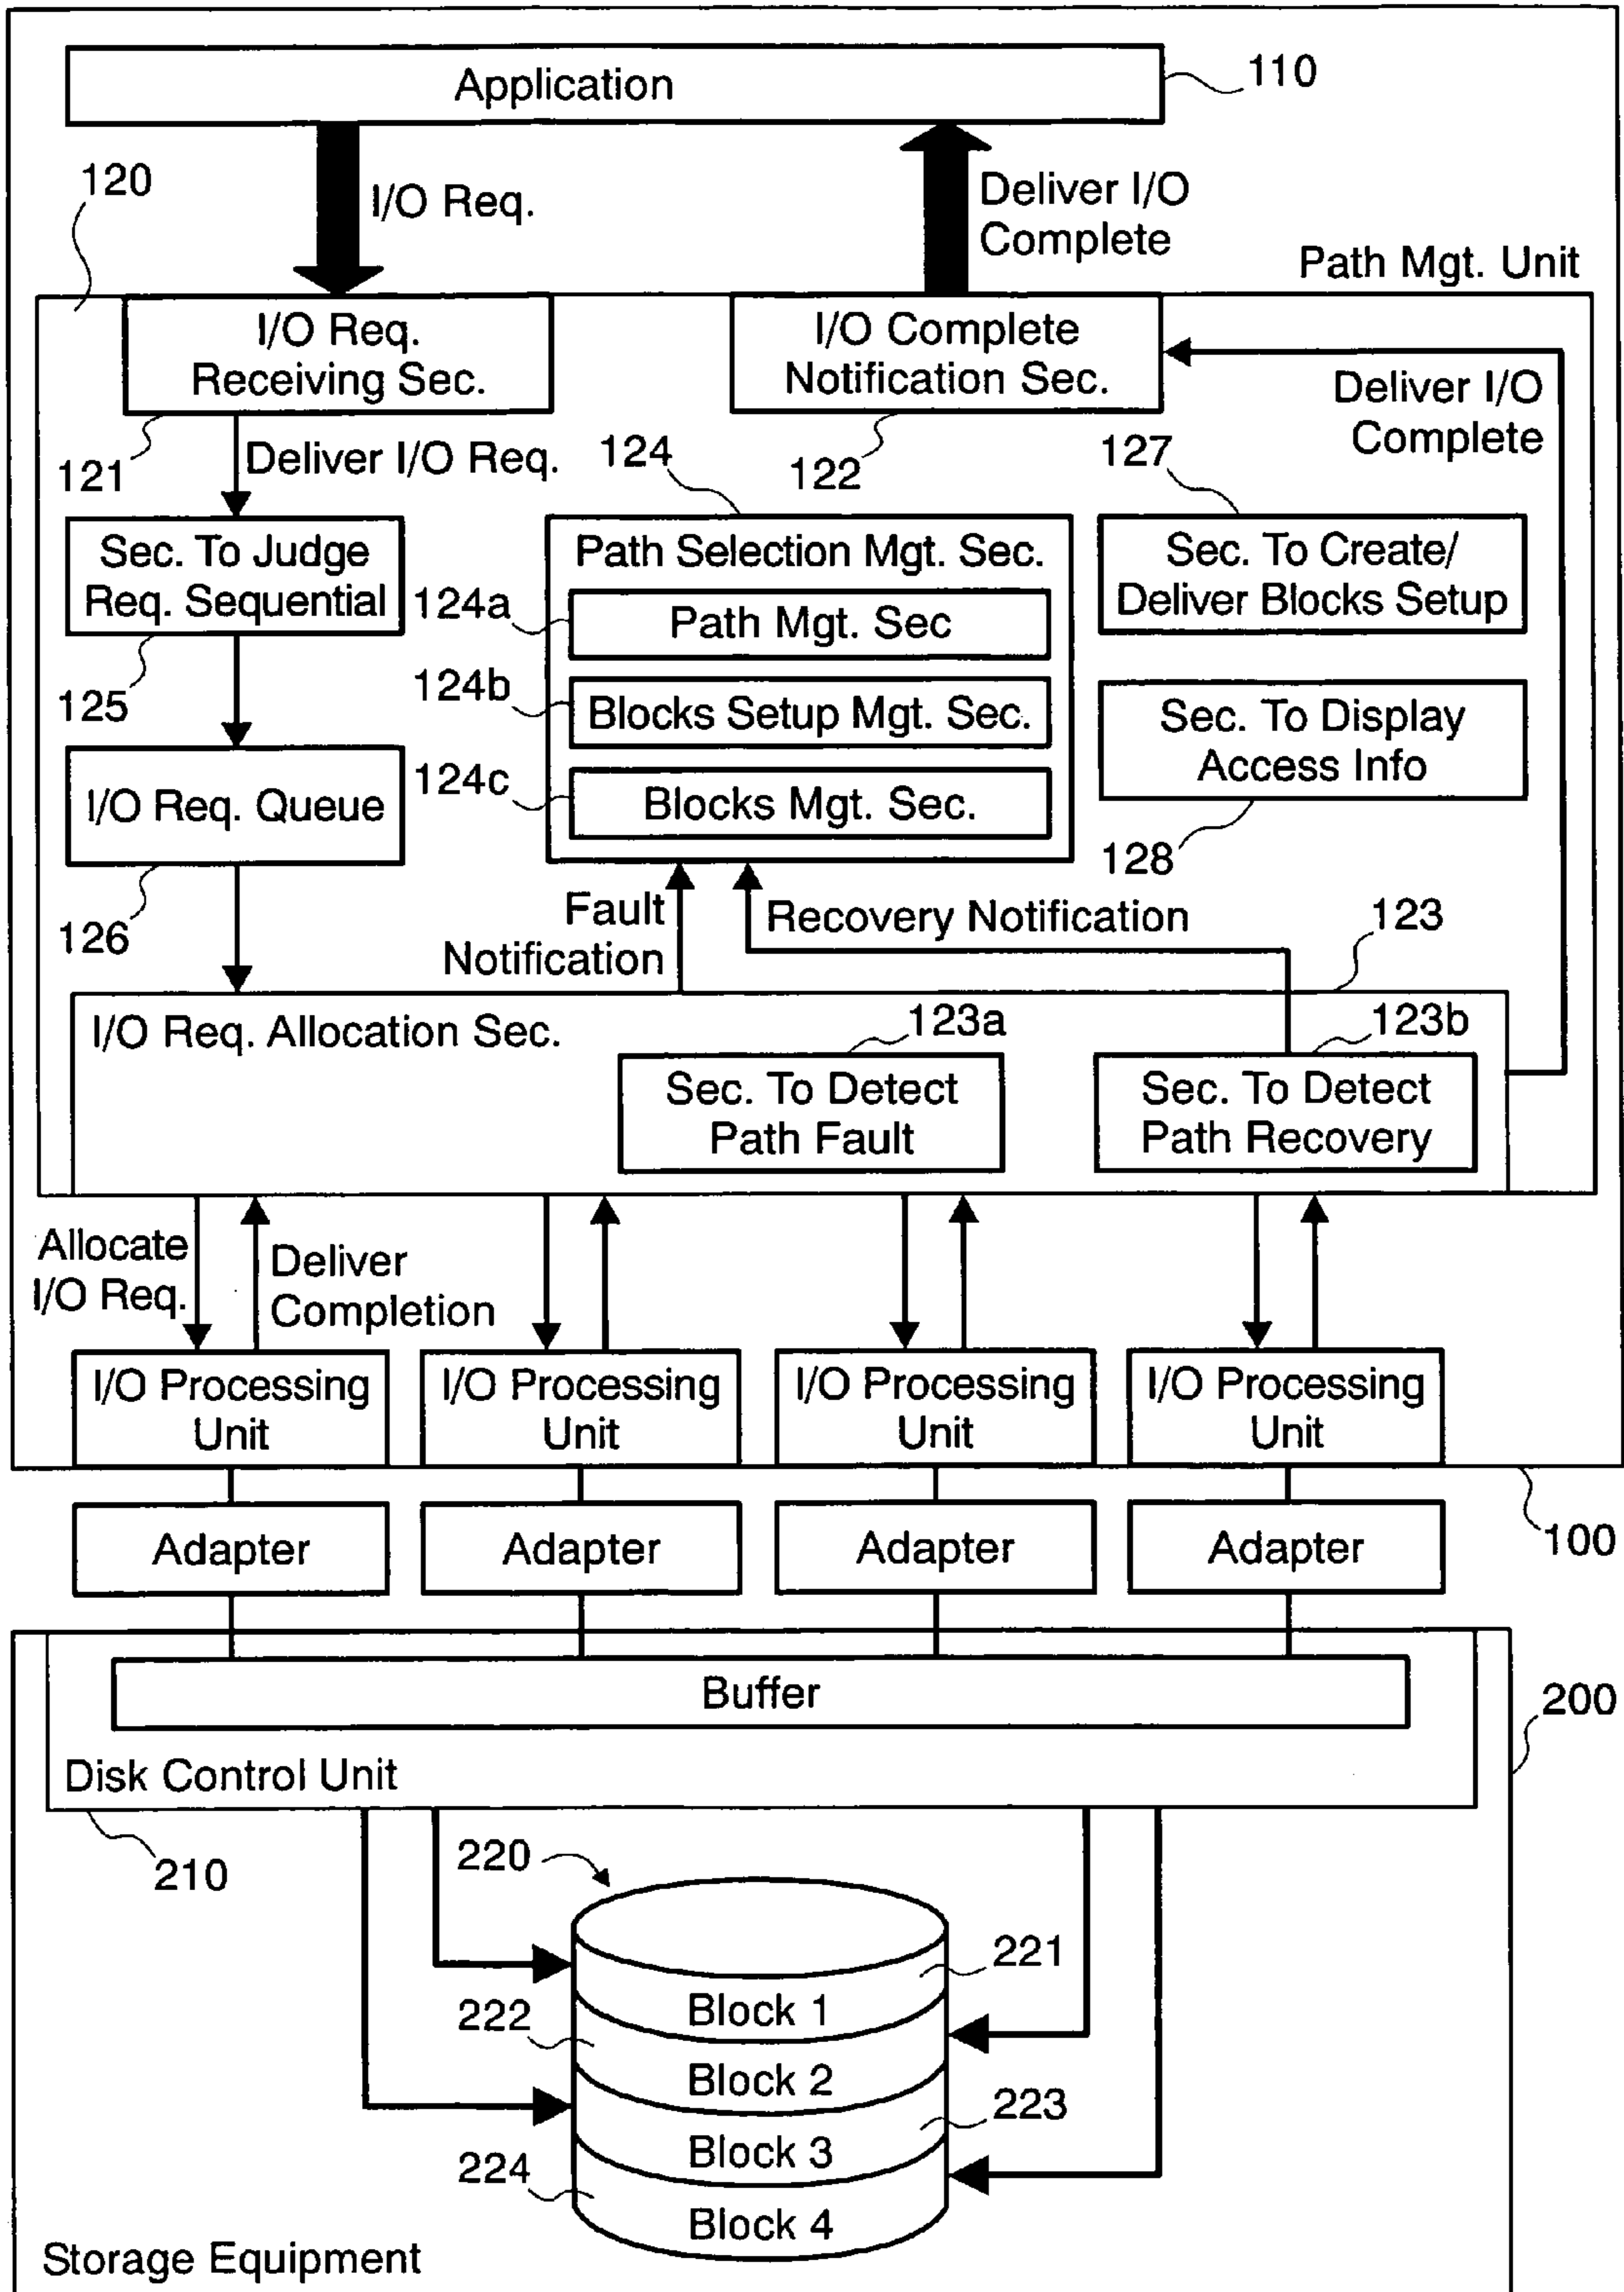 Application
110
120
I/O Req.
Deliver I/O
Complete
Path Mgt. Unit
I/O Req.
Receiving Sec.
I/O Complete
Notification Sec.
Deliver I/O
Complete
121
Deliver I/O Req.
124
122
127
Sec. To Judge
Req. Sequential
125
Path Selection Mgt. Sec.
124a
Path Mgt. Sec
124b
Blocks Setup Mgt. Sec.
124c
Blocks Mgt. Sec.
Sec. To Create/
Deliver Blocks Setup
Sec. To Display
Access Info
128
I/O Req. Queue
126
Fault
Notification
Recovery Notification
123
I/O Req. Allocation Sec.
123a
123b
Sec. To Detect
Path Fault
Sec. To Detect
Path Recovery
Allocate
I/O Req.
Deliver
Completion
I/O Processing
Unit
I/O Processing
Unit
I/O Processing
Unit
I/O Processing
Unit
100
Adapter
Adapter
Adapter
Adapter
Buffer
200
Disk Control Unit
210
220
221
Block 1
222
Block 2
223
Block 3
224
Block 4
Storage Equipment